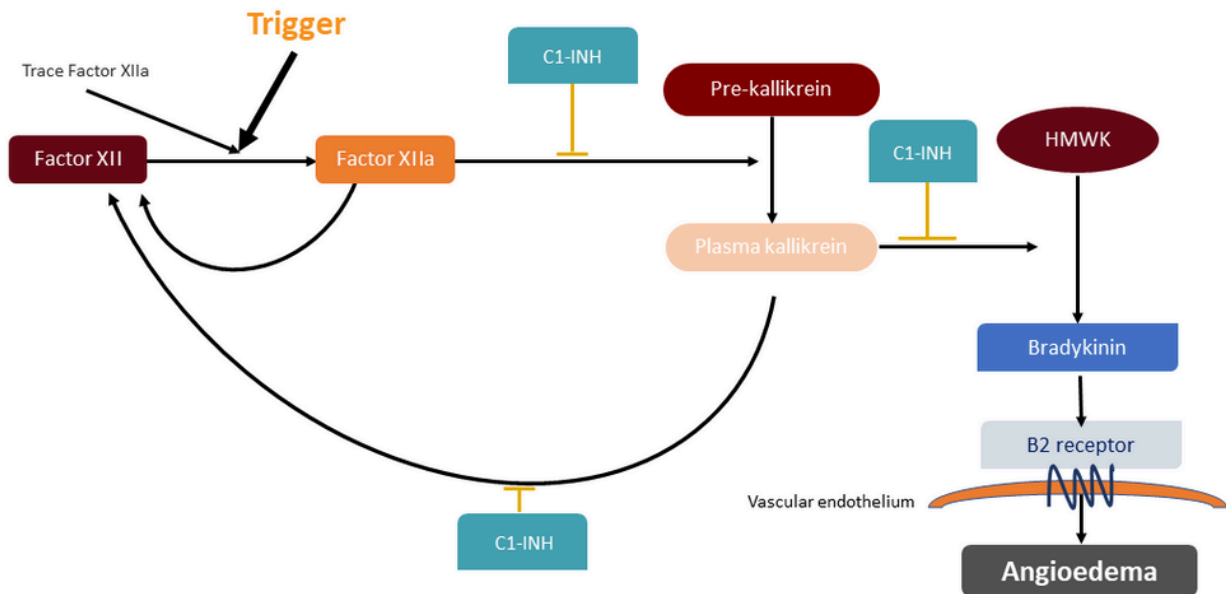 Trigger
Trace Factor XIIa
C1-INH
Pre-kallikrein
Factor XII
Factor XIIa
C1-INH
HMWK
Plasma kallikrein
Bradykinin
B2 receptor
Vascular endothelium
C1-INH
Angioedema